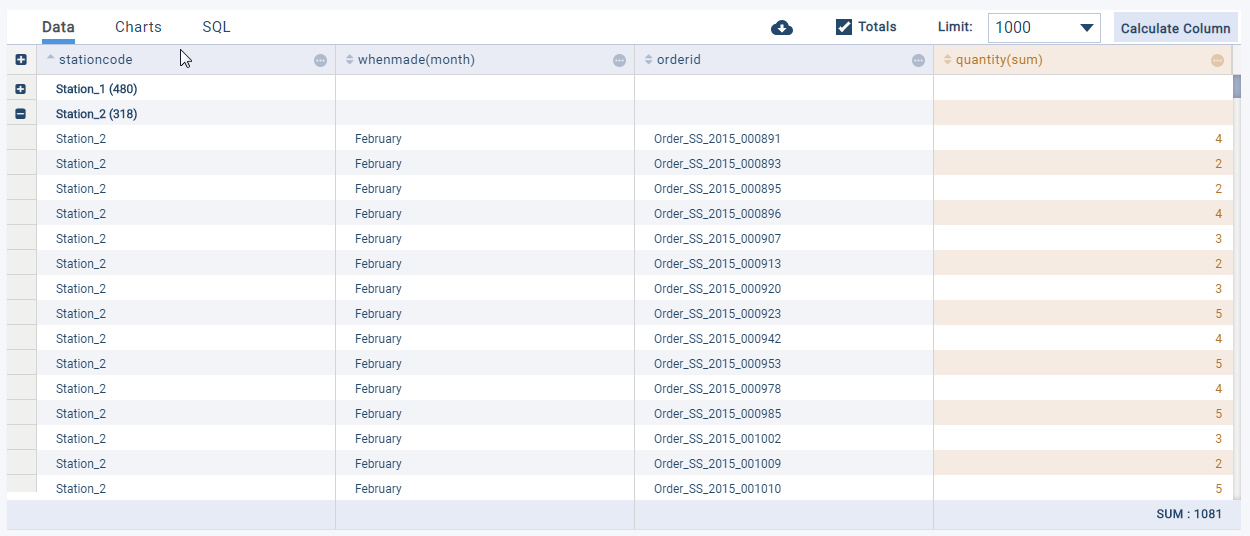 Data Charts SQL Totals Limit: 1000 Calculate Column
stationcode whenmade(month) orderid quantity(sum)
Station_1 (480)
Station_2 (318)
Station_2 February Order_SS_2015_000891 4
Station_2 February Order_SS_2015_000893 2
Station_2 February Order_SS_2015_000895 2
Station_2 February Order_SS_2015_000896 4
Station_2 February Order_SS_2015_000907 3
Station_2 February Order_SS_2015_000913 2
Station_2 February Order_SS_2015_000920 3
Station_2 February Order_SS_2015_000923 5
Station_2 February Order_SS_2015_000942 4
Station_2 February Order_SS_2015_000953 5
Station_2 February Order_SS_2015_000978 4
Station_2 February Order_SS_2015_000985 5
Station_2 February Order_SS_2015_001002 3
Station_2 February Order_SS_2015_001009 2
Station_2 February Order_SS_2015_001010 5
SUM : 1081